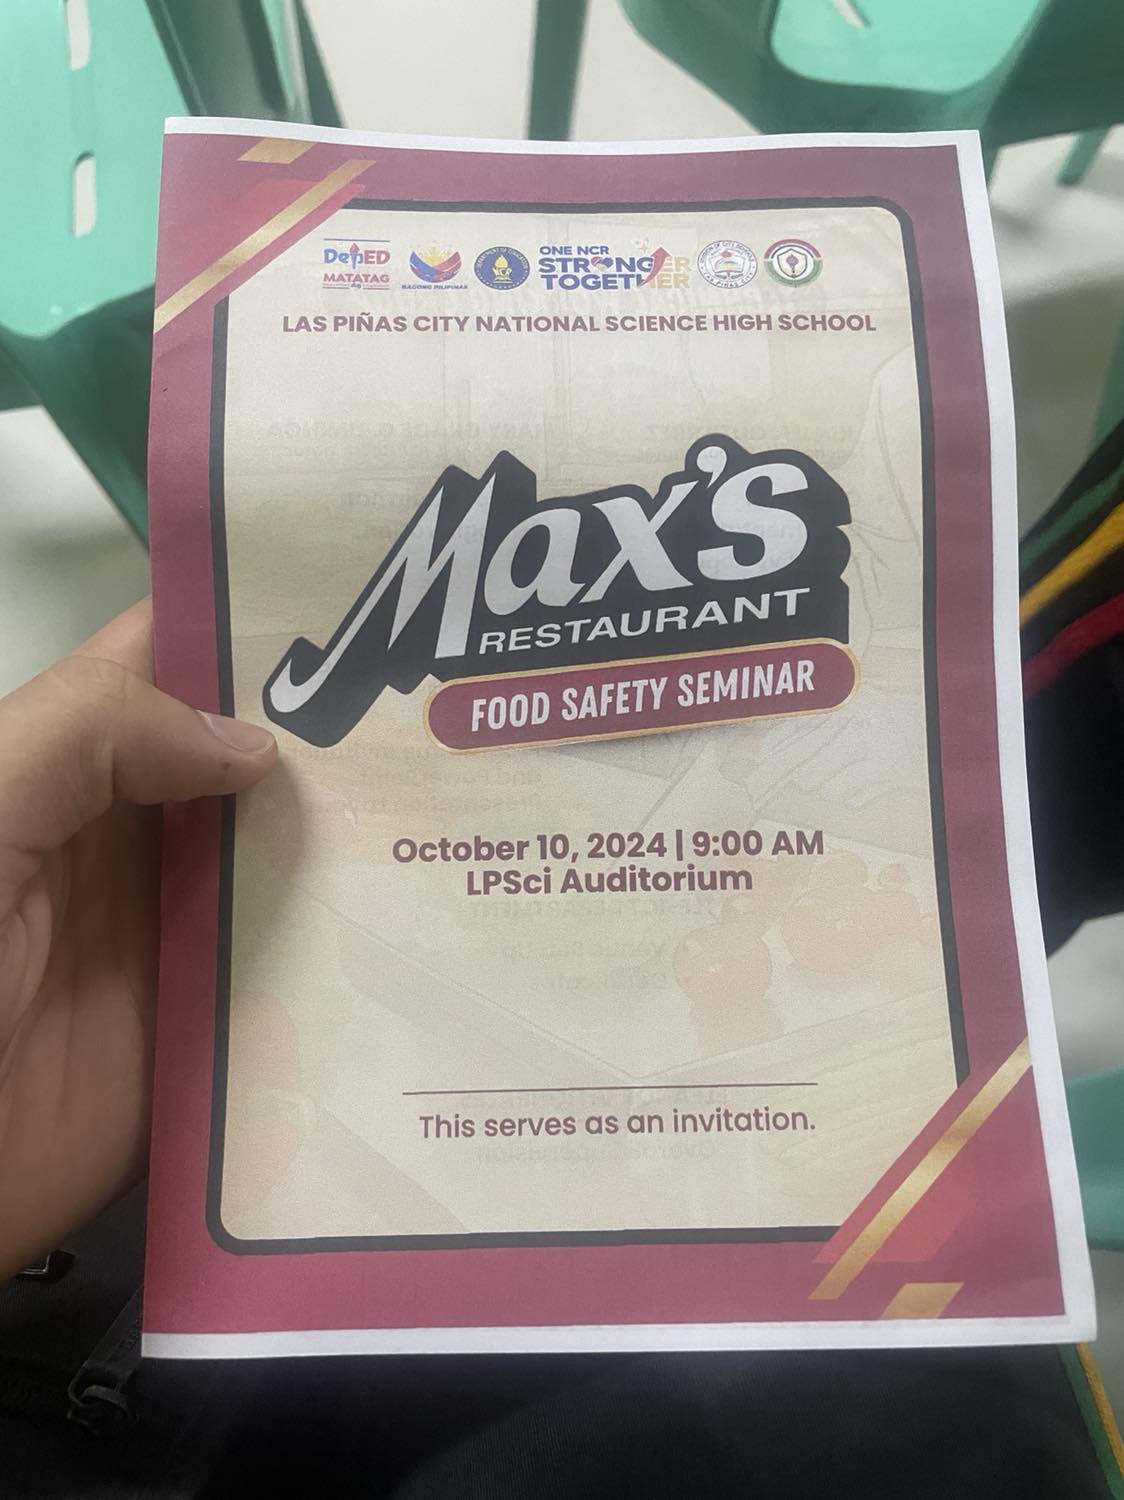 DepED
MATATAG
BAGONG PILIPINAS
ONE NCR
STRONGER
TOGETHER
LAS PIÑAS CITY NATIONAL SCIENCE HIGH SCHOOL
Max's
RESTAURANT
FOOD SAFETY SEMINAR
October 10, 2024 | 9:00 AM
LPSci Auditorium
This serves as an invitation.